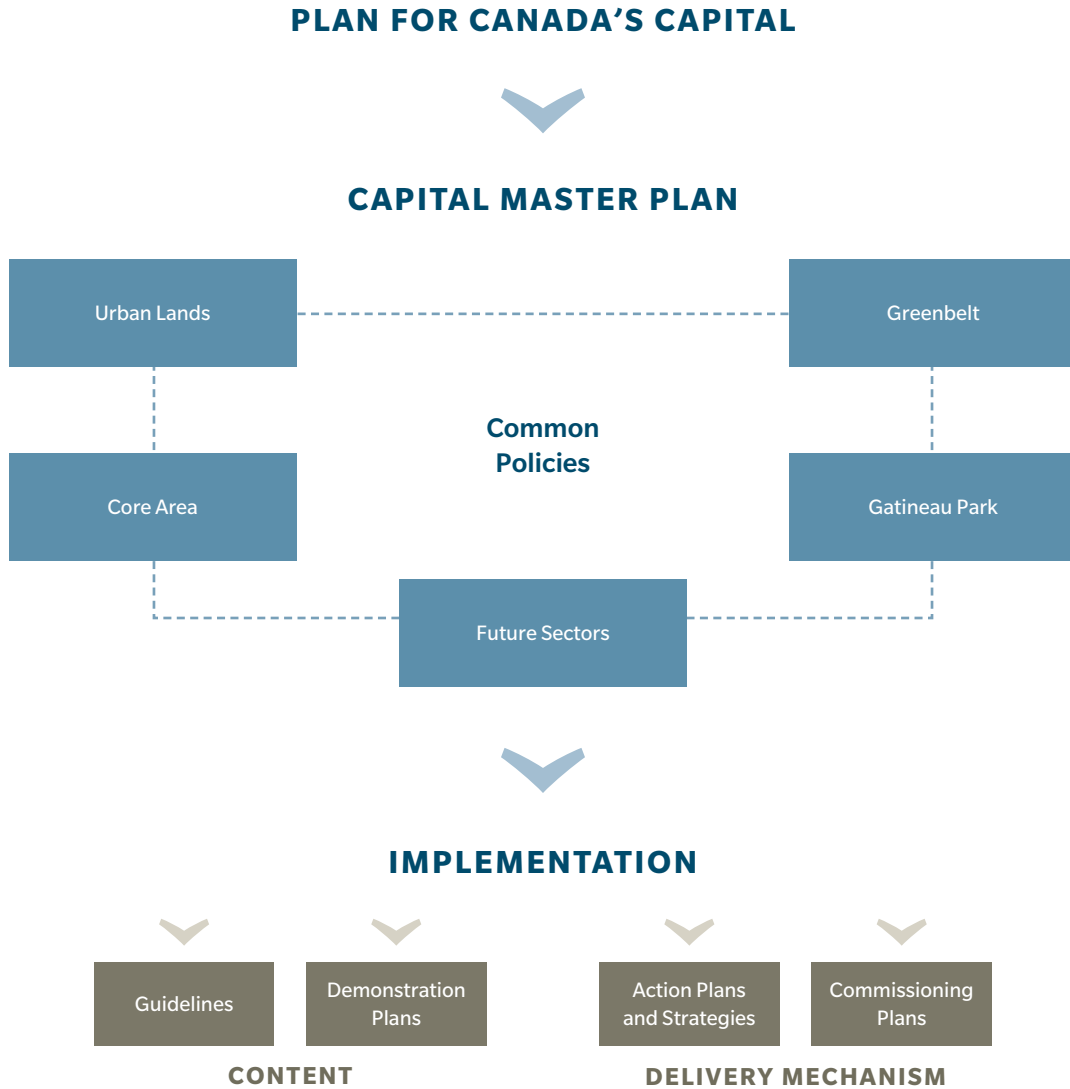 PLAN FOR CANADA’S CAPITAL
CAPITAL MASTER PLAN
Urban Lands
Greenbelt
Common
Policies
Core Area
Gatineau Park
Future Sectors
IMPLEMENTATION
Guidelines
Demonstration
Plans
Action Plans
and Strategies
Commissioning
Plans
CONTENT
DELIVERY MECHANISM